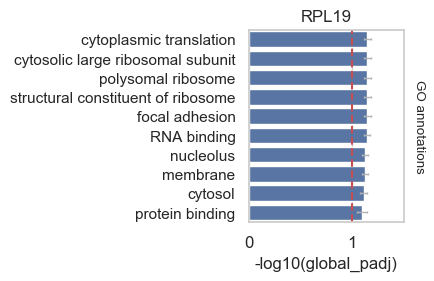 RPL19
cytoplasmic translation
cytosolic large ribosomal subunit
polysomal ribosome
structural constituent of ribosome
focal adhesion
RNA binding
nucleolus
membrane
cytosol
protein binding
GO annotations
0 1
-log10(global_padj)